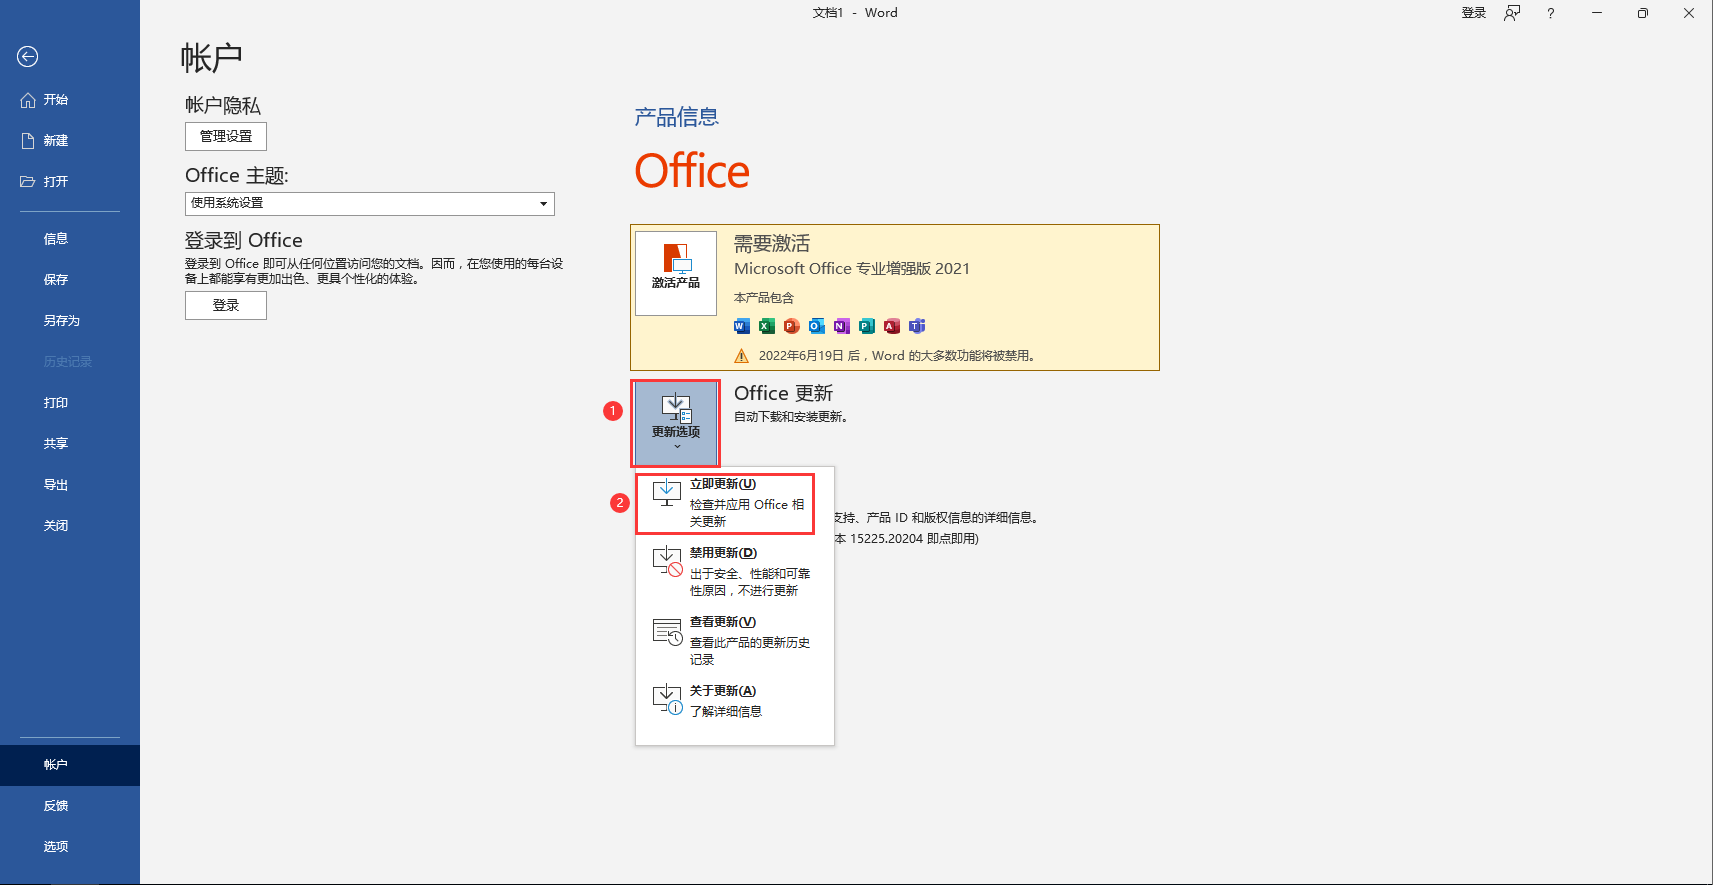 文档1 - Word
登录
?
开始
新建
打开
信息
保存
另存为
历史记录
打印
共享
导出
关闭
帐户
反馈
选项
帐户
帐户隐私
管理设置
Office 主题:
使用系统设置
登录到 Office
登录到 Office 即可从任何位置访问您的文档。因而，在您使用的每台设
备上都能享有更加出色、更具个性化的体验。
登录
产品信息
Office
激活产品
需要激活
Microsoft Office 专业增强版 2021
本产品包含
W X P O N P A T
2022年6月19日 后，Word 的大多数功能将被禁用。
1
更新选项
Office 更新
自动下载和安装更新。
2
立即更新(U)
检查并应用 Office 相
关更新
禁用更新(D)
出于安全、性能和可靠
性原因，不进行更新
查看更新(V)
查看此产品的更新历史
记录
关于更新(A)
了解详细信息
支持、产品 ID 和版权信息的详细信息。
本 15225.20204 即点即用)